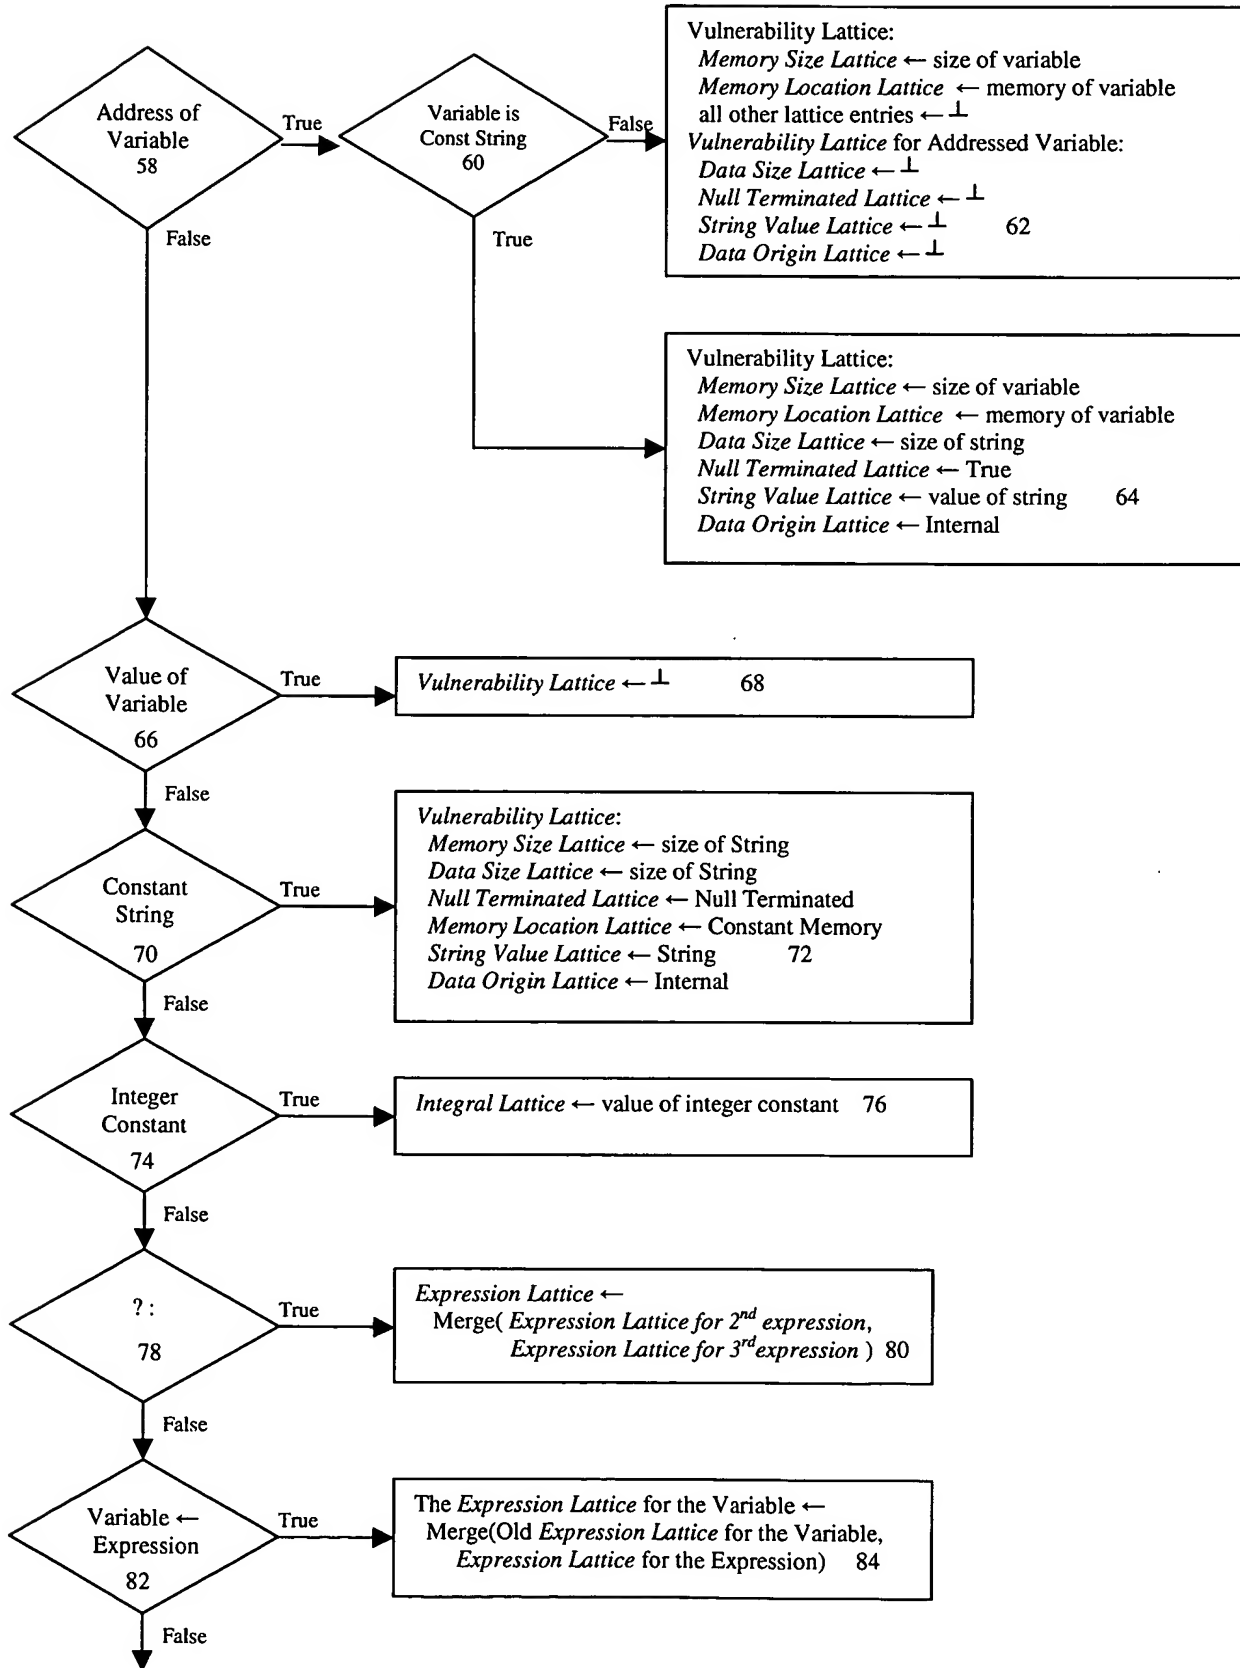 Address of
Variable
58
True
False
Variable is
Const String
60
False
True
Vulnerability Lattice:
Memory Size Lattice ← size of variable
Memory Location Lattice ← memory of variable
all other lattice entries ← ⊥
Vulnerability Lattice for Addressed Variable:
Data Size Lattice ← ⊥
Null Terminated Lattice ← ⊥
String Value Lattice ← ⊥ 62
Data Origin Lattice ← ⊥
Vulnerability Lattice:
Memory Size Lattice ← size of variable
Memory Location Lattice ← memory of variable
Data Size Lattice ← size of string
Null Terminated Lattice ← True
String Value Lattice ← value of string 64
Data Origin Lattice ← Internal
Value of
Variable
66
True
False
Vulnerability Lattice ← ⊥ 68
Constant
String
70
True
False
Vulnerability Lattice:
Memory Size Lattice ← size of String
Data Size Lattice ← size of String
Null Terminated Lattice ← Null Terminated
Memory Location Lattice ← Constant Memory
String Value Lattice ← String 72
Data Origin Lattice ← Internal
Integer
Constant
74
True
False
Integral Lattice ← value of integer constant 76
? :
78
True
False
Expression Lattice ←
Merge( Expression Lattice for 2nd expression,
Expression Lattice for 3rd expression ) 80
Variable ←
Expression
82
True
False
The Expression Lattice for the Variable ←
Merge(Old Expression Lattice for the Variable,
Expression Lattice for the Expression) 84